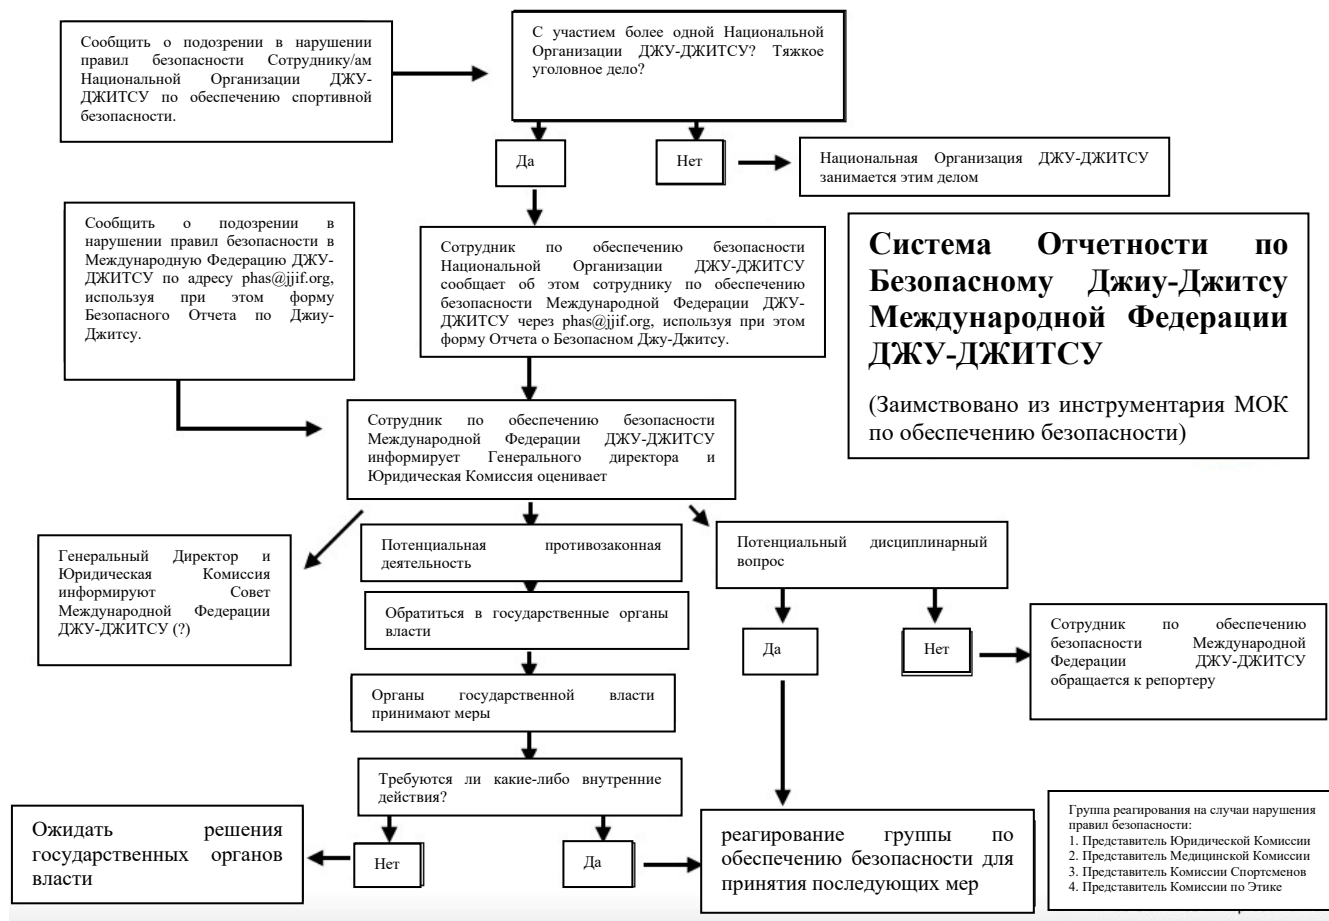 Сообщить о подозрении в нарушении
правил безопасности Сотруднику/ам
Национальной Организации ДЖУ-
ДЖИТСУ по обеспечению спортивной
безопасности.
С участием более одной Национальной
Организации ДЖУ-ДЖИТСУ? Тяжкое
уголовное дело?
Да
Нет
Национальная Организация ДЖУ-ДЖИТСУ
занимается этим делом
Сообщить о подозрении в
нарушении правил безопасности в
Международную Федерацию ДЖУ-
ДЖИТСУ по адресу phas@jjif.org,
используя при этом форму
Безопасного Отчета по Джиу-
Джитсу.
Сотрудник по обеспечению безопасности
Национальной Организации ДЖУ-ДЖИТСУ
сообщает об этом сотруднику по обеспечению
безопасности Международной Федерации ДЖУ-
ДЖИТСУ через phas@jjif.org, используя при этом
форму Отчета о Безопасном Джу-Джитсу.
Система Отчетности по
Безопасному Джиу-Джитсу
Международной Федерации
ДЖУ-ДЖИТСУ
(Заимствовано из инструментария МОК
по обеспечению безопасности)
Сотрудник по обеспечению безопасности
Международной Федерации ДЖУ-ДЖИТСУ
информирует Генерального директора и
Юридическая Комиссия оценивает
Генеральный Директор и
Юридическая Комиссия
информируют Совет
Международной Федерации
ДЖУ-ДЖИТСУ (?)
Потенциальная противозаконная
деятельность
Потенциальный дисциплинарный
вопрос
Обратиться в государственные органы
власти
Да
Нет
Сотрудник по обеспечению
безопасности Международной
Федерации ДЖУ-ДЖИТСУ
обращается к репортеру
Органы государственной власти
принимают меры
Требуются ли какие-либо внутренние
действия?
Ожидать решения
государственных органов
власти
Нет
Да
реагирование группы по
обеспечению безопасности для
принятия последующих мер
Группа реагирования на случаи нарушения
правил безопасности:
1. Представитель Юридической Комиссии
2. Представитель Медицинской Комиссии
3. Представитель Комиссии Спортсменов
4. Представитель Комиссии по Этике